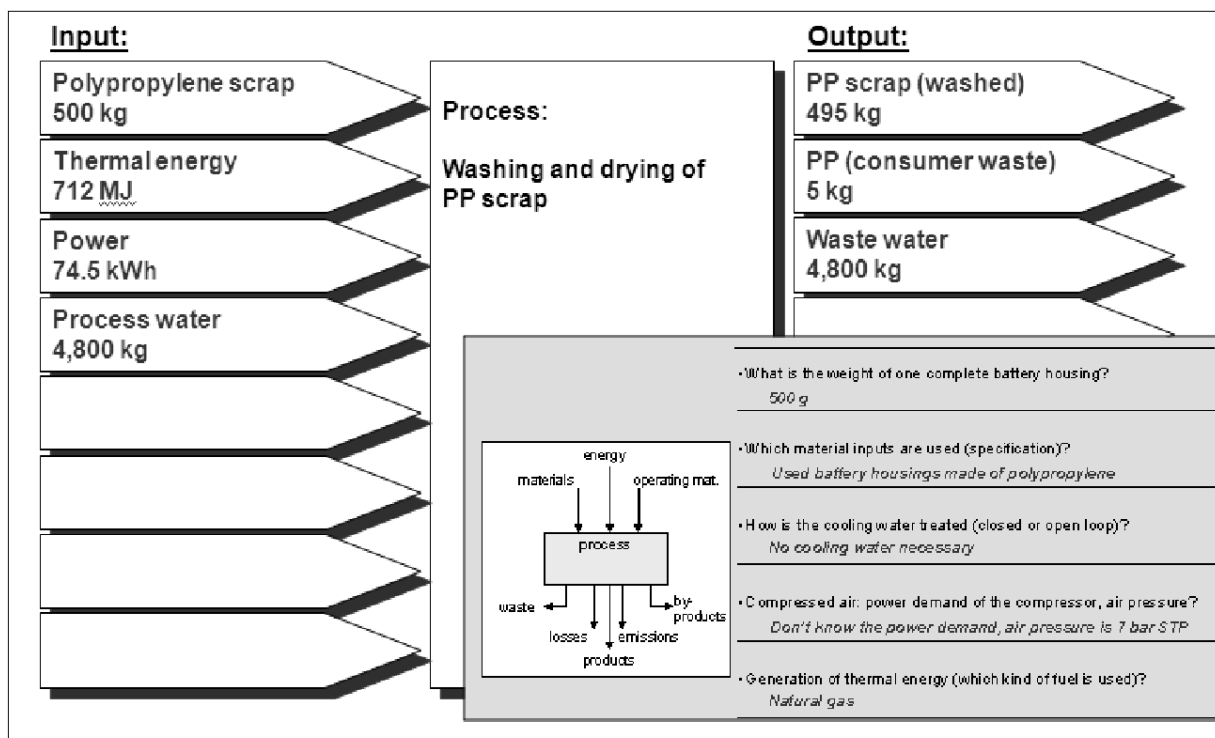 Input:
Polypropylene scrap
500 kg
Thermal energy
712 MJ
Power
74.5 kWh
Process water
4,800 kg
Process:
Washing and drying of
PP scrap
Output:
PP scrap (washed)
495 kg
PP (consumer waste)
5 kg
Waste water
4,800 kg
energy
materials
operating mat.
process
waste
by-
products
losses
emissions
products
•What is the weight of one complete battery housing?
500 g
•Which material inputs are used (specification)?
Used battery housings made of polypropylene
•How is the cooling water treated (closed or open loop)?
No cooling water necessary
•Compressed air: power demand of the compressor, air pressure?
Don't know the power demand, air pressure is 7 bar STP
•Generation of thermal energy (which kind of fuel is used)?
Natural gas